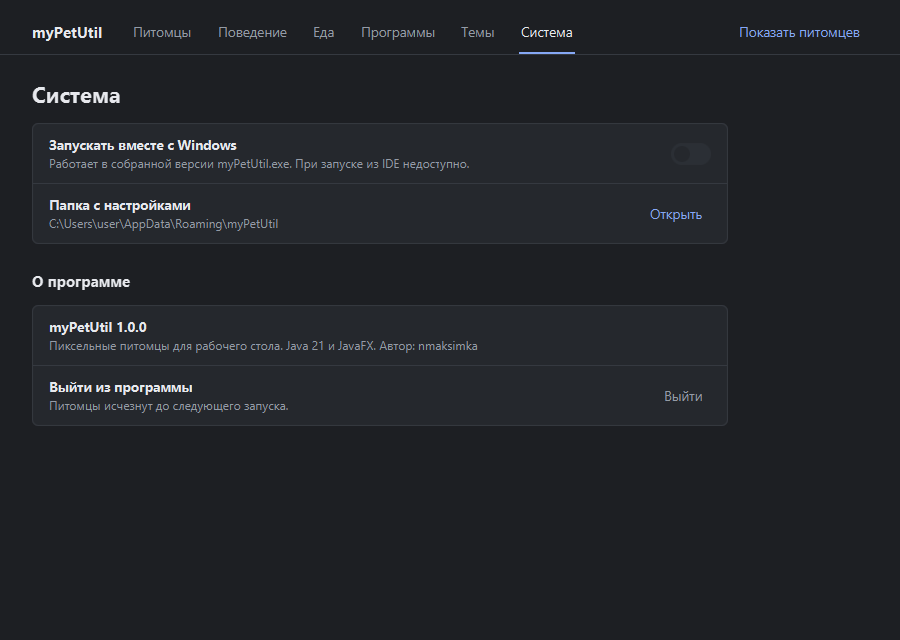 myPetUtil Питомцы Поведение Еда Программы Темы Система Показать питомцев
Система
Запускать вместе с Windows
Работает в собранной версии myPetUtil.exe. При запуске из IDE недоступно.
Папка с настройками
C:\Users\user\AppData\Roaming\myPetUtil
Открыть
О программе
myPetUtil 1.0.0
Пиксельные питомцы для рабочего стола. Java 21 и JavaFX. Автор: nmaksimka
Выйти из программы
Питомцы исчезнут до следующего запуска.
Выйти